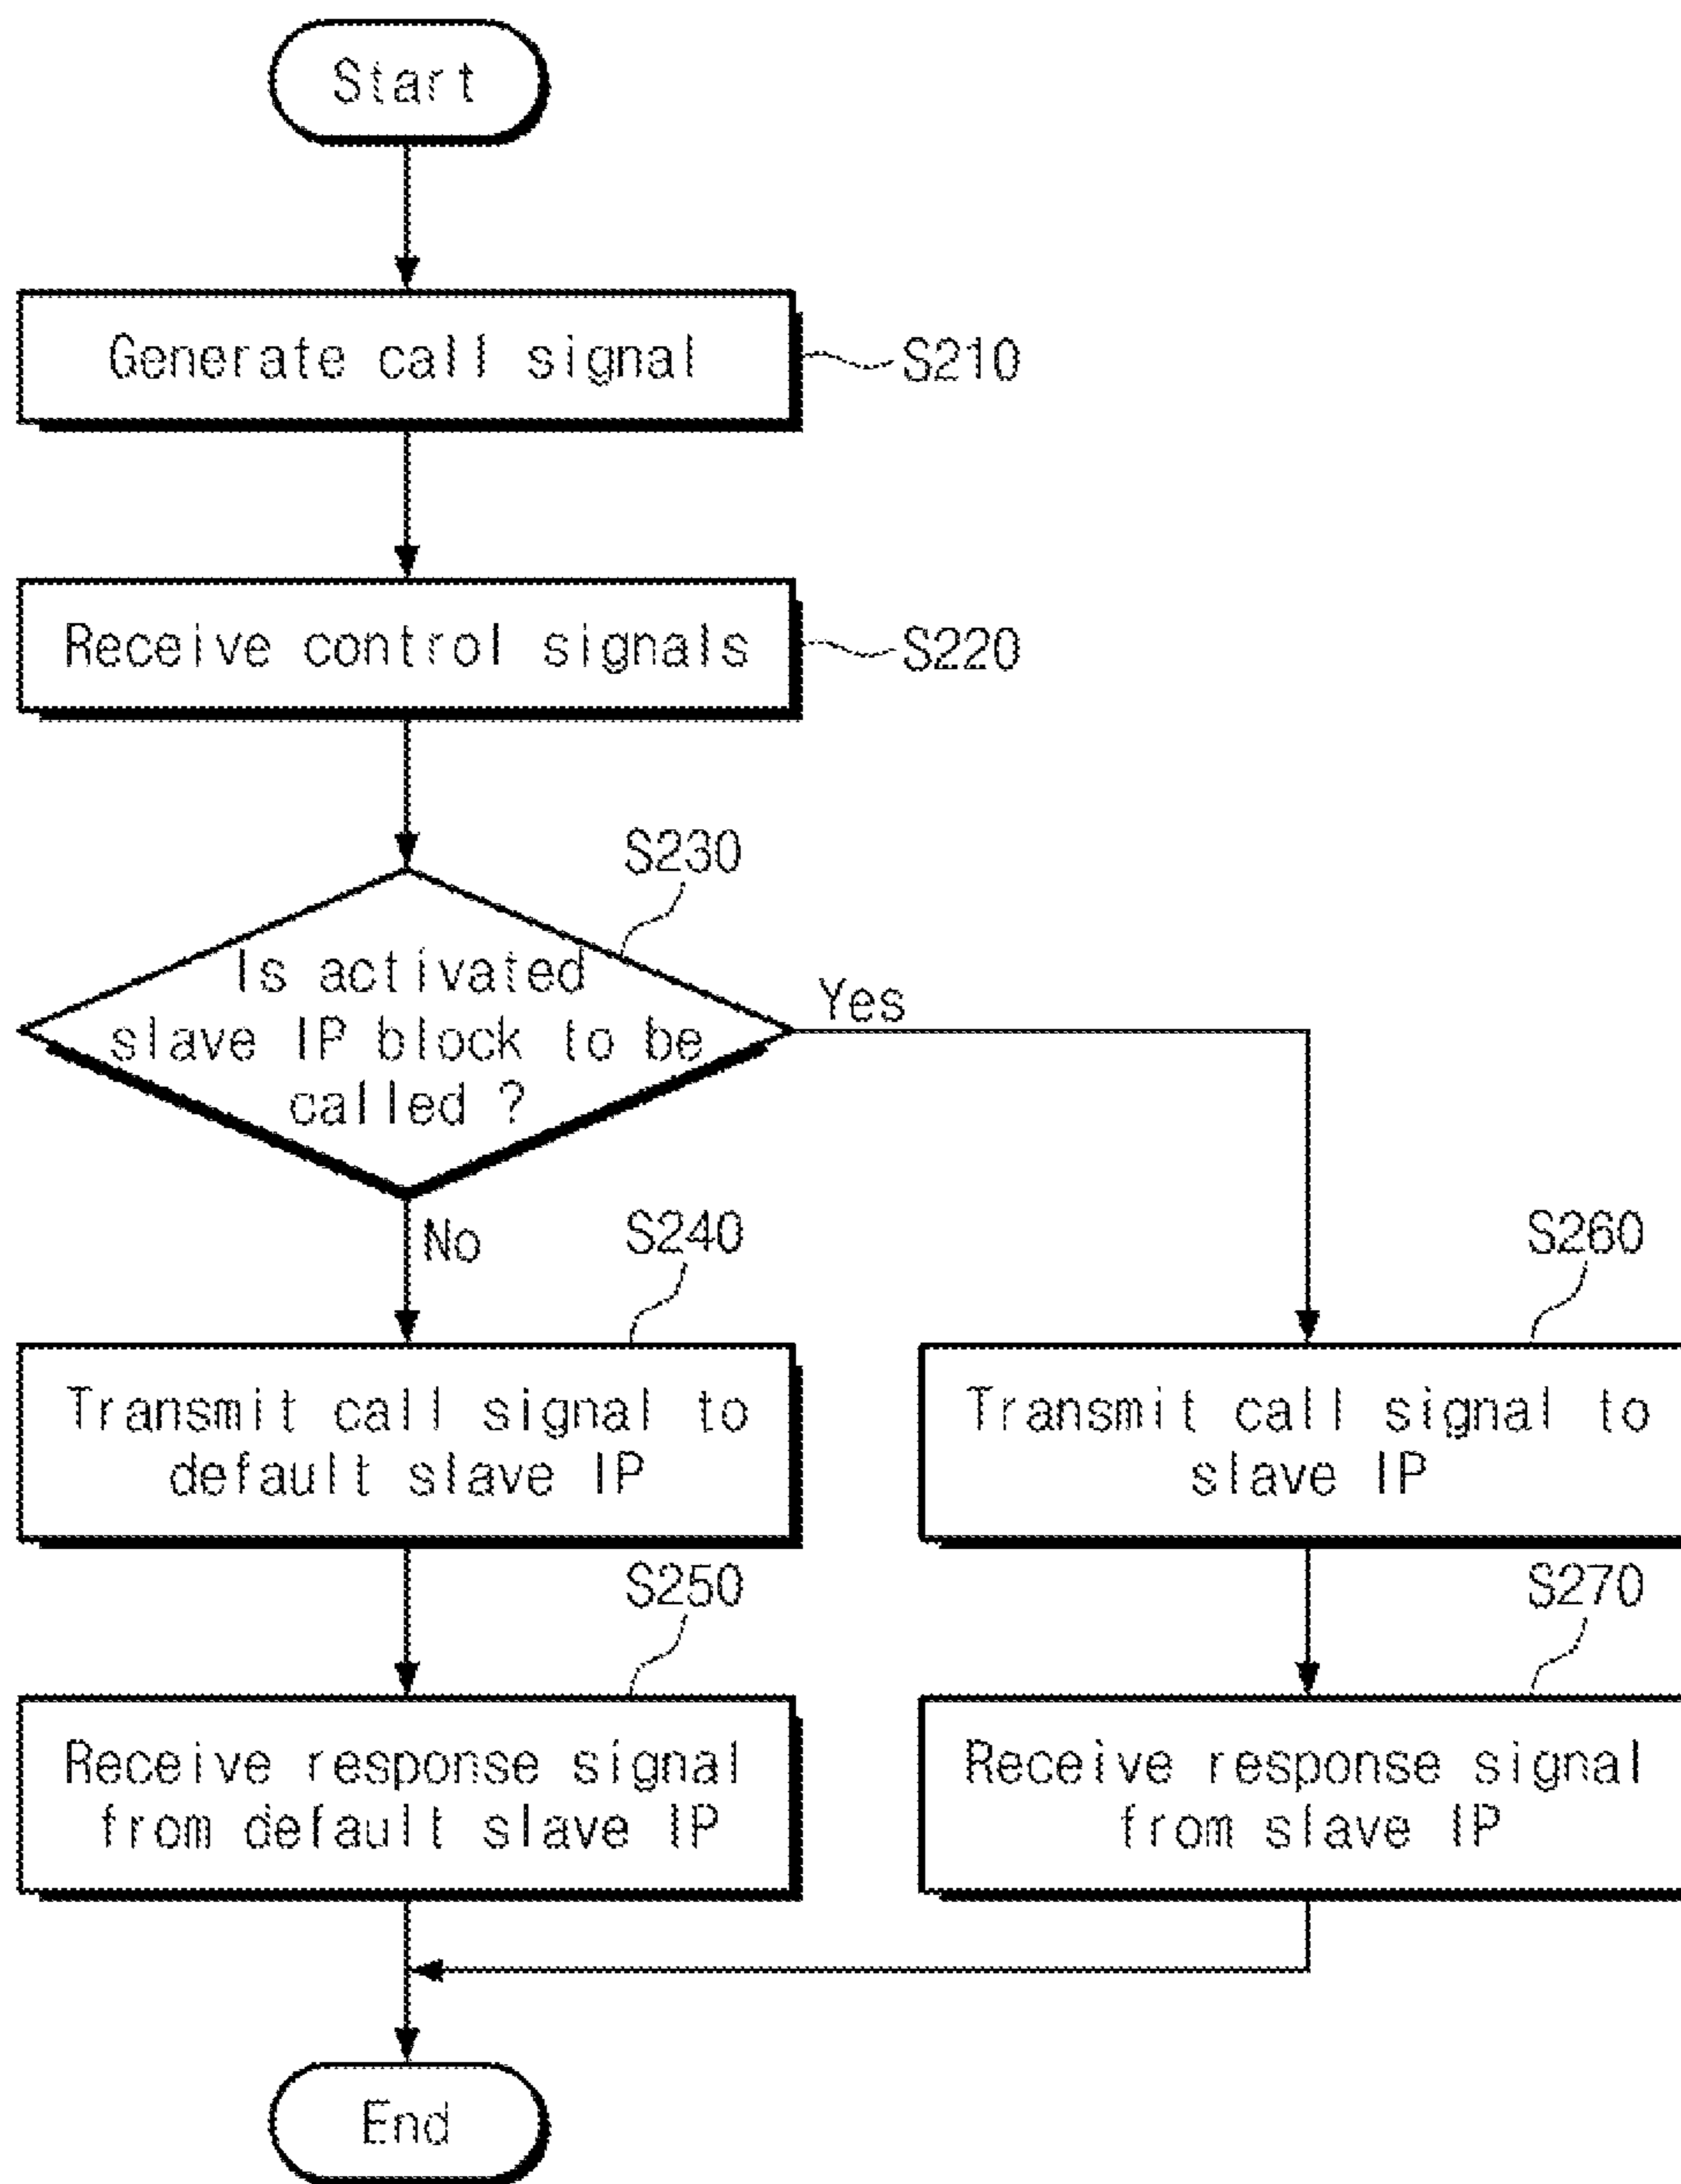 Start
Generate call signal
S210
Receive control signals
S220
S230
Is activated
slave IP block to be
called ?
Yes
No
S240
S260
Transmit call signal to
default slave IP
Transmit call signal to
slave IP
S250
S270
Receive response signal
from default slave IP
Receive response signal
from slave IP
End